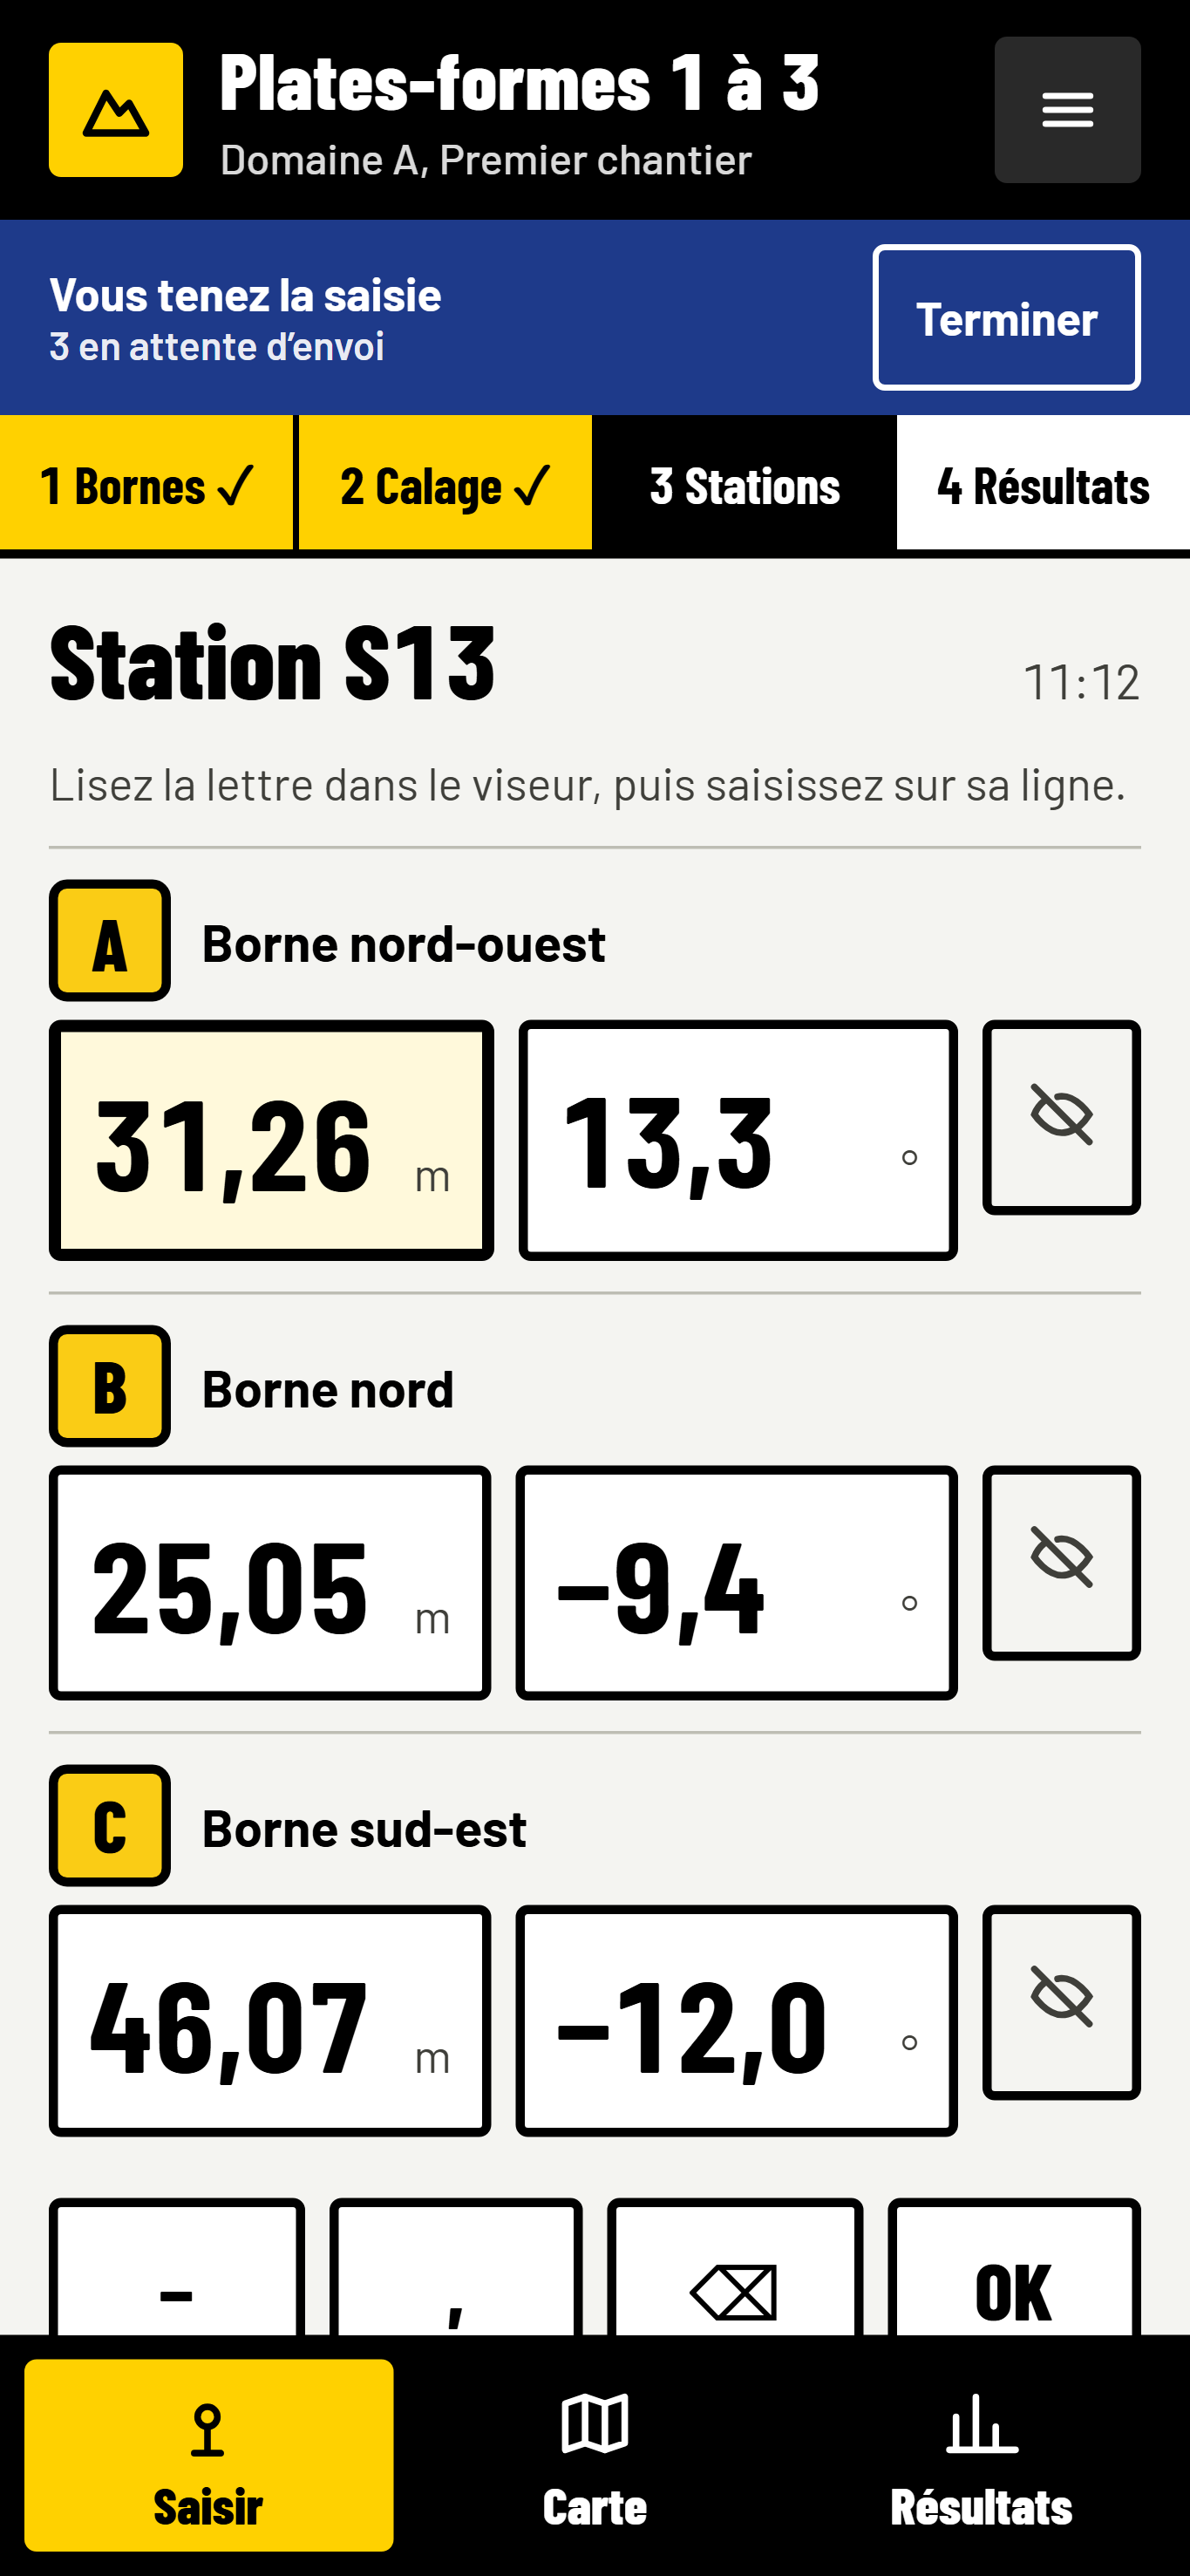 Plates-formes 1 à 3
Domaine A, Premier chantier
Vous tenez la saisie
3 en attente d’envoi
Terminer
1 Bornes ✓
2 Calage ✓
3 Stations
4 Résultats
Station S13
11:12
Lisez la lettre dans le viseur, puis saisissez sur sa ligne.
A
Borne nord-ouest
31,26 m
13,3 °
B
Borne nord
25,05 m
−9,4 °
C
Borne sud-est
46,07 m
−12,0 °
−
,
⌫
OK
Saisir
Carte
Résultats